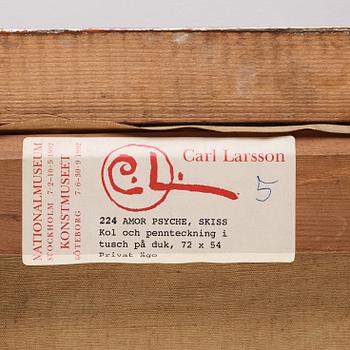 NATIONALMUSEUM
STOCKHOLM 7-2-10-5 1992
KONSTMUSEET
GÖTEBORG 7-6-30-9 1992
C.L.
Carl Larsson
5
224 AMOR PSYCHE, SKISS
Kol och pennteckning i
tusch på duk, 72 x 54
Privat ägo